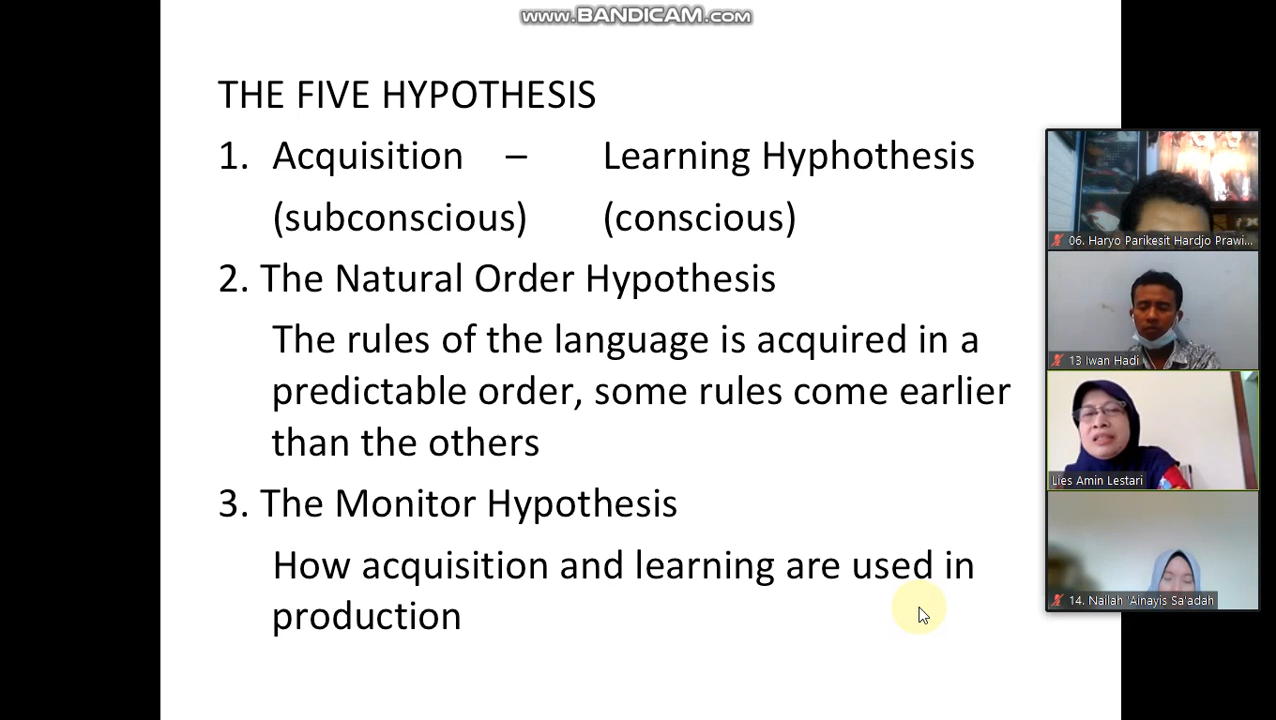 www.BANDICAM.com
THE FIVE HYPOTHESIS
1. Acquisition – Learning Hyphothesis
(subconscious) (conscious)
2. The Natural Order Hypothesis
The rules of the language is acquired in a
predictable order, some rules come earlier
than the others
3. The Monitor Hypothesis
How acquisition and learning are used in
production
06. Haryo Parikesit Hardjo Prawi...
13 Iwan Hadi
Lies Amin Lestari
14. Nailah 'Ainayis Sa'adah